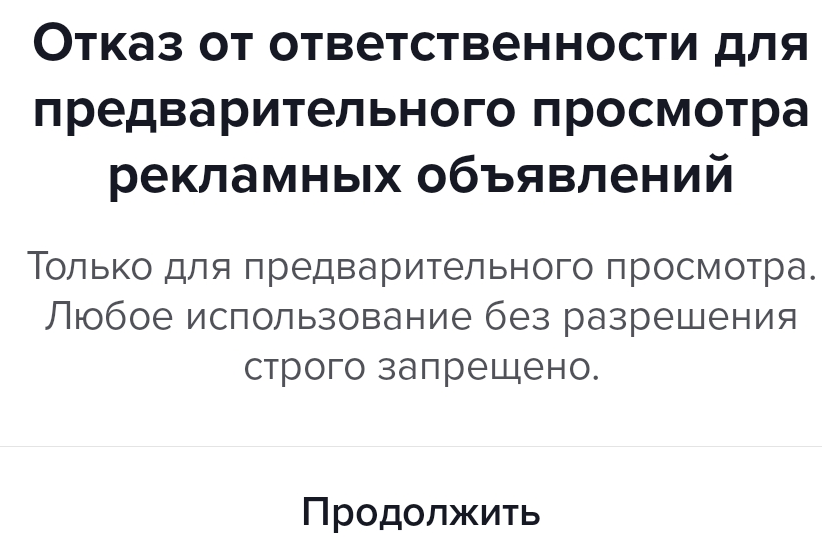 Отказ от ответственности для
предварительного просмотра
рекламных объявлений
Только для предварительного просмотра.
Любое использование без разрешения
строго запрещено.
Продолжить